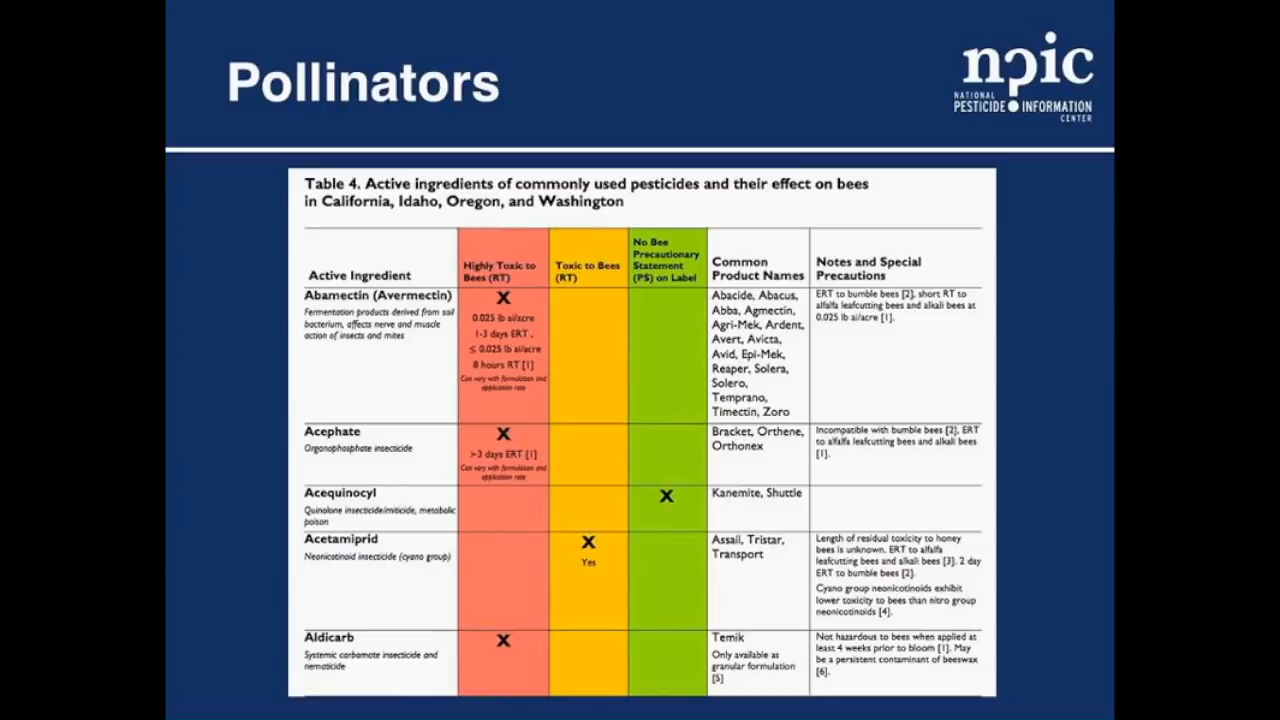 Pollinators
npic
NATIONAL
PESTICIDE INFORMATION
CENTER
Table 4. Active ingredients of commonly used pesticides and their effect on bees
in California, Idaho, Oregon, and Washington
Active Ingredient
Highly Toxic to
Bees (RT)
Toxic to Bees
(RT)
No Bee
Precautionary
Statement
(PS) on Label
Common
Product Names
Notes and Special
Precautions
Abamectin (Avermectin)
Fermentation products derived from soil
bacterium, affects nerve and muscle
action of insects and mites
X
0.025 lb ai/acre
1-3 days ERT ,
≤ 0.025 lb ai/acre
8 hours RT [1]
Can vary with formulation and
application rate
Abacide, Abacus,
Abba, Agmectin,
Agri-Mek, Ardent,
Avert, Avicta,
Avid, Epi-Mek,
Reaper, Solera,
Solero,
Temprano,
Timectin, Zoro
ERT to bumble bees [2], short RT to
alfalfa leafcutting bees and alkali bees at
0.025 lb ai/acre [1].
Acephate
Organophosphate insecticide
X
>3 days ERT [1]
Can vary with formulation and
application rate
Bracket, Orthene,
Orthonex
Incompatible with bumble bees [2], ERT
to alfalfa leafcutting bees and alkali bees
[1].
Acequinocyl
Quinolone insecticide/miticide, metabolic
poison
X
Kanemite, Shuttle
Acetamiprid
Neonicotinoid insecticide (cyano group)
X
Yes
Assail, Tristar,
Transport
Length of residual toxicity to honey
bees is unknown. ERT to alfalfa
leafcutting bees and alkali bees [3]. 2 day
ERT to bumble bees [2].
Cyano group neonicotinoids exhibit
lower toxicity to bees than nitro group
neonicotinoids [4].
Aldicarb
Systemic carbamate insecticide and
nematicide
X
Temik
Only available as
granular formulation
[5]
Not hazardous to bees when applied at
least 4 weeks prior to bloom [1]. May
be a persistent contaminant of beeswax
[6].